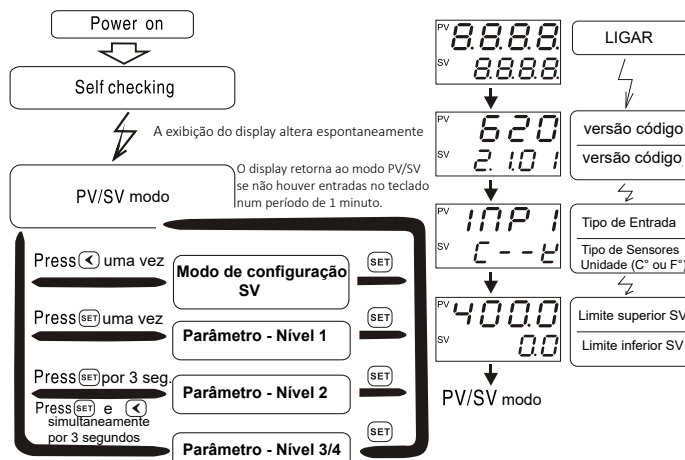 Power on
Self checking
A exibição do display altera espontaneamente
PV/SV modo
O display retorna ao modo PV/SV
se não houver entradas no teclado
num período de 1 minuto.
Press uma vez
Modo de configuração
SV
SET
Press SET uma vez
Parâmetro - Nível 1
SET
Press SET por 3 seg.
Parâmetro - Nível 2
SET
Press SET e
simultaneamente
por 3 segundos
Parâmetro - Nível 3/4
SET
PV 8.8.8.8.
SV 8.8.8.8.
LIGAR
PV 620
SV 2. 1.0 1
versão código
versão código
PV INP 1
SV C--K
Tipo de Entrada
Tipo de Sensores
Unidade (C° ou F°)
PV 400.0
SV 0.0
Limite superior SV
Limite inferior SV
PV/SV modo